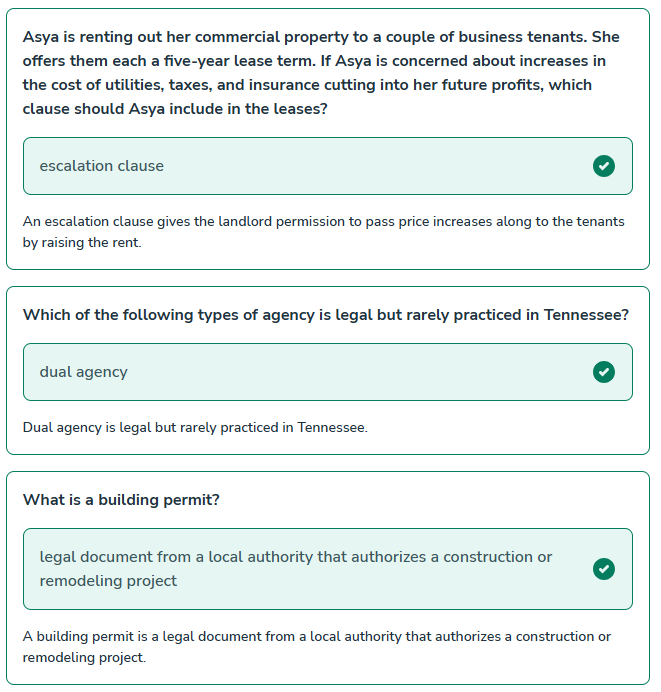 Asya is renting out her commercial property to a couple of business tenants. She
offers them each a five-year lease term. If Asya is concerned about increases in
the cost of utilities, taxes, and insurance cutting into her future profits, which
clause should Asya include in the leases?
escalation clause
An escalation clause gives the landlord permission to pass price increases along to the tenants
by raising the rent.
Which of the following types of agency is legal but rarely practiced in Tennessee?
dual agency
Dual agency is legal but rarely practiced in Tennessee.
What is a building permit?
legal document from a local authority that authorizes a construction or
remodeling project
A building permit is a legal document from a local authority that authorizes a construction or
remodeling project.